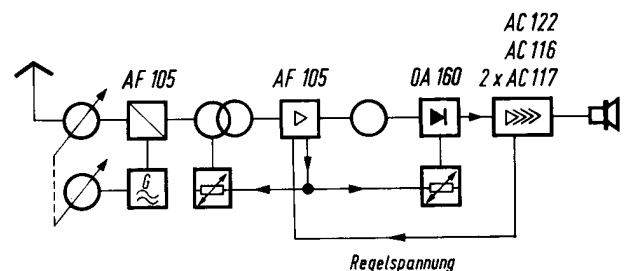 AC 122
AC 116
AF 105 AF 105 OA 160 2 x AC 117
G
Regelspannung